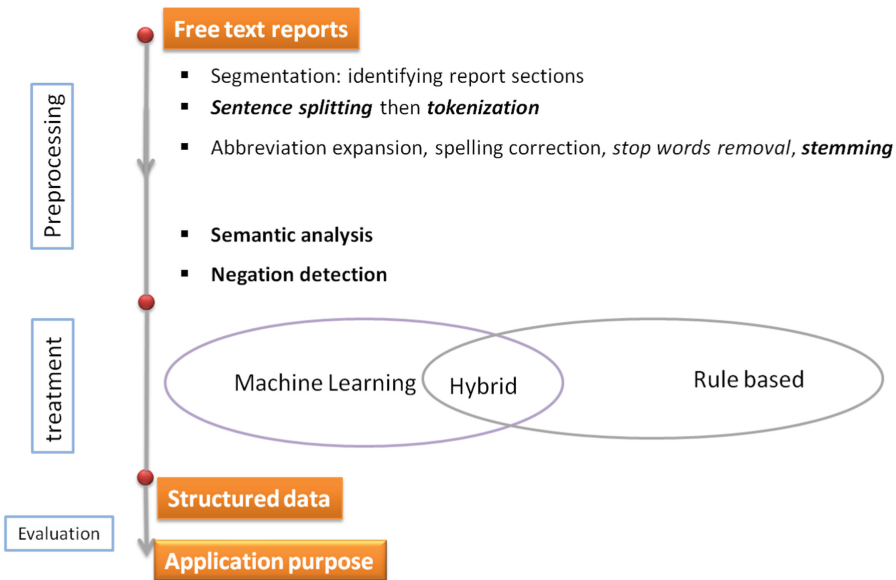 Free text reports
Preprocessing
▪ Segmentation: identifying report sections
▪ Sentence splitting then tokenization
▪ Abbreviation expansion, spelling correction, stop words removal, stemming
▪ Semantic analysis
▪ Negation detection
treatment
Machine Learning
Hybrid
Rule based
Structured data
Evaluation
Application purpose